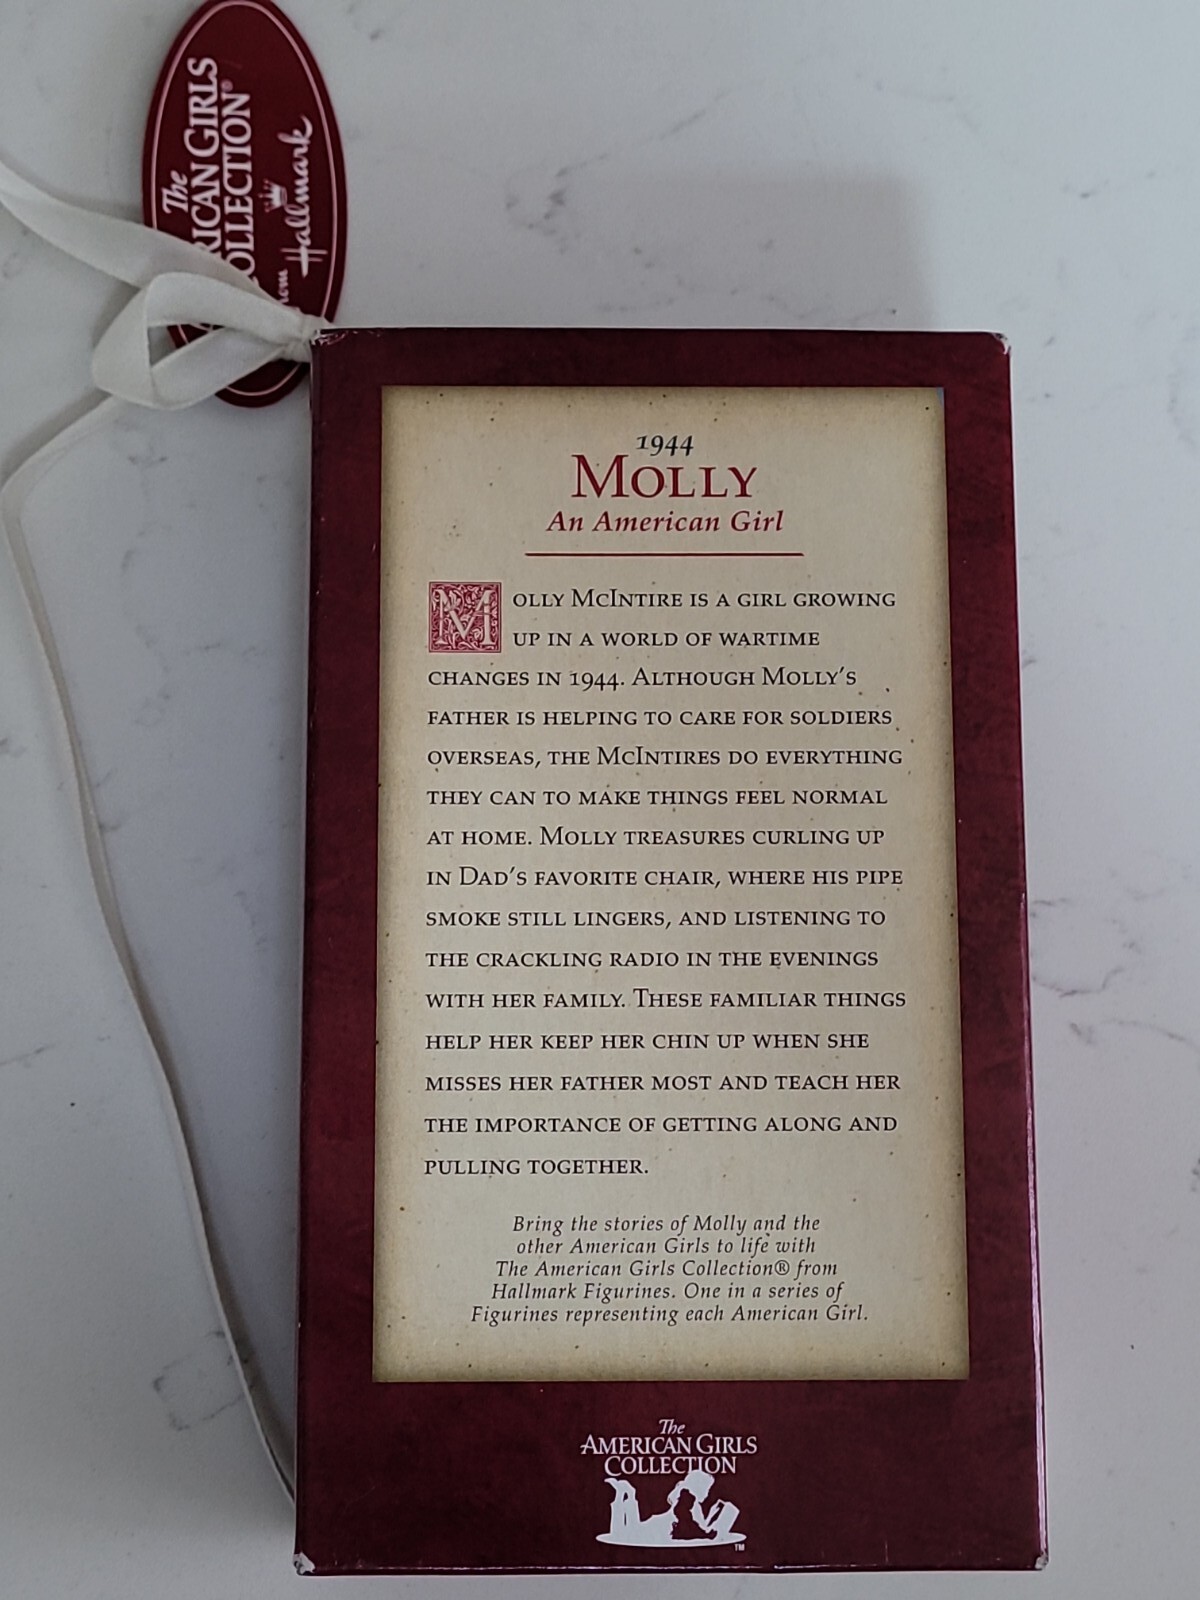 The
RICAN GIRLS
OLLECTION®
Hallmark
1944
MOLLY
An American Girl
MOLLY MCINTIRE IS A GIRL GROWING
UP IN A WORLD OF WARTIME
CHANGES IN 1944. ALTHOUGH MOLLY'S
FATHER IS HELPING TO CARE FOR SOLDIERS
OVERSEAS, THE MCINTIRES DO EVERYTHING
THEY CAN TO MAKE THINGS FEEL NORMAL
AT HOME. MOLLY TREASURES CURLING UP
IN DAD'S FAVORITE CHAIR, WHERE HIS PIPE
SMOKE STILL LINGERS, AND LISTENING TO
THE CRACKLING RADIO IN THE EVENINGS
WITH HER FAMILY. THESE FAMILIAR THINGS
HELP HER KEEP HER CHIN UP WHEN SHE
MISSES HER FATHER MOST AND TEACH HER
THE IMPORTANCE OF GETTING ALONG AND
PULLING TOGETHER.
Bring the stories of Molly and the
other American Girls to life with
The American Girls Collection® from
Hallmark Figurines. One in a series of
Figurines representing each American Girl.
The
AMERICAN GIRLS
COLLECTION
TM